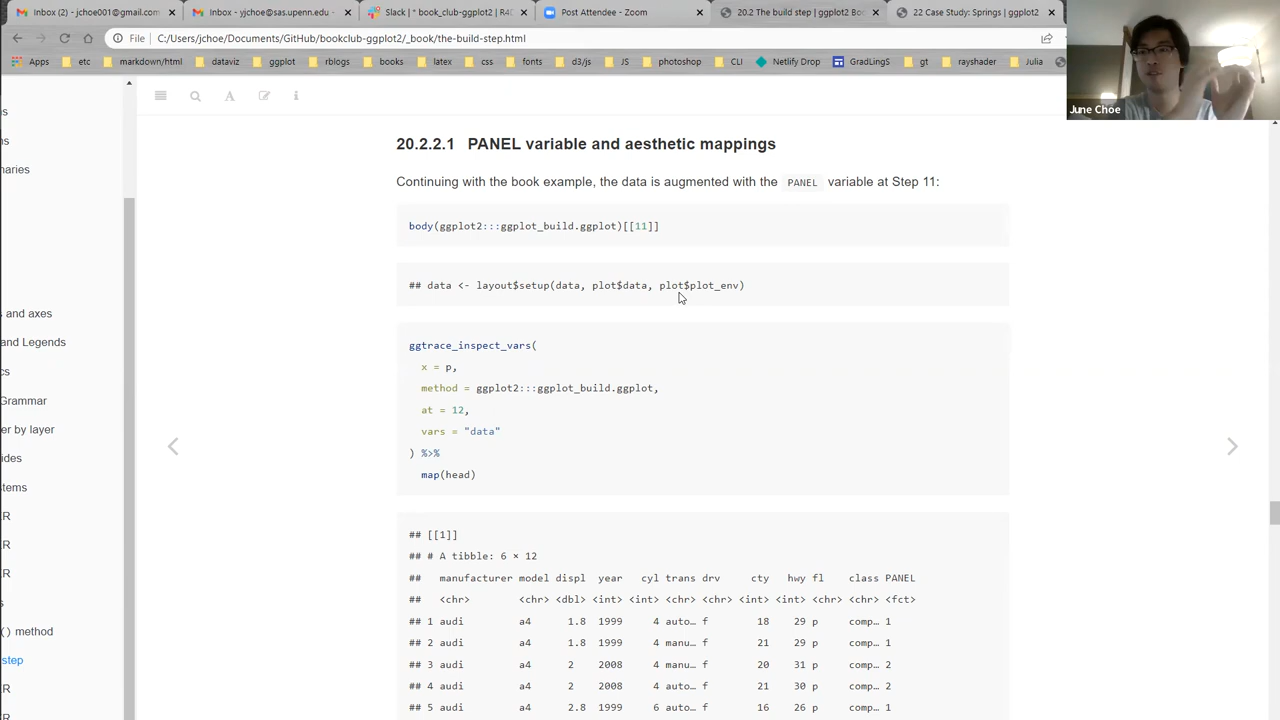 Inbox (2) - jchoe001@gmail.com
Inbox - yjchoe@sas.upenn.edu -
Slack | * book_club-ggplot2 | R4D
Post Attendee - Zoom
20.2 The build step | ggplot2 Boo
22 Case Study: Springs | ggplot2
File C:/Users/jchoe/Documents/GitHub/bookclub-ggplot2/_book/the-build-step.html
Apps etc markdown/html dataviz ggplot rblogs books latex css fonts d3/js JS photoshop CLI Netlify Drop GradLingS gt rayshader Julia
June Choe
ns
naries
s and axes
and Legends
cs
Grammar
er by layer
ides
stems
R
R
R
s
() method
step
R
R
20.2.2.1 PANEL variable and aesthetic mappings
Continuing with the book example, the data is augmented with the PANEL variable at Step 11:
body(ggplot2:::ggplot_build.ggplot)[[11]]
## data <- layout$setup(data, plot$data, plot$plot_env)
ggtrace_inspect_vars(
x = p,
method = ggplot2:::ggplot_build.ggplot,
at = 12,
vars = "data"
) %>%
map(head)
## [[1]]
## # A tibble: 6 × 12
## manufacturer model displ year cyl trans drv cty hwy fl class PANEL
## <chr> <chr> <dbl> <int> <int> <chr> <chr> <int> <int> <chr> <chr> <fct>
## 1 audi a4 1.8 1999 4 auto… f 18 29 p comp… 1
## 2 audi a4 1.8 1999 4 manu… f 21 29 p comp… 1
## 3 audi a4 2 2008 4 manu… f 20 31 p comp… 2
## 4 audi a4 2 2008 4 auto… f 21 30 p comp… 2
## 5 audi a4 2.8 1999 6 auto… f 16 26 p comp… 1